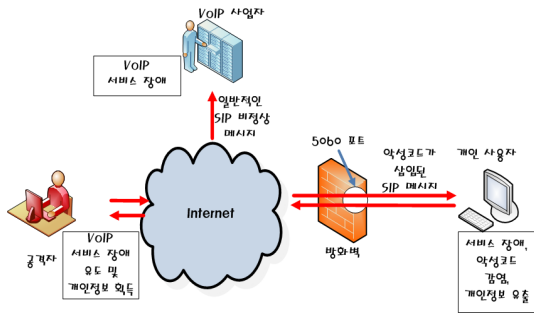 VoIP 사업자
VoIP
서비스 장애
일반적인
SIP 비정상
메시지
5060 포트
악성코드가
삽입된
SIP 메시지
개인 사용자
Internet
공격자
VoIP
서비스 장애
유도 및
개인정보 획득
방화벽
서비스 장애,
악성코드
감염,
개인정보 유출